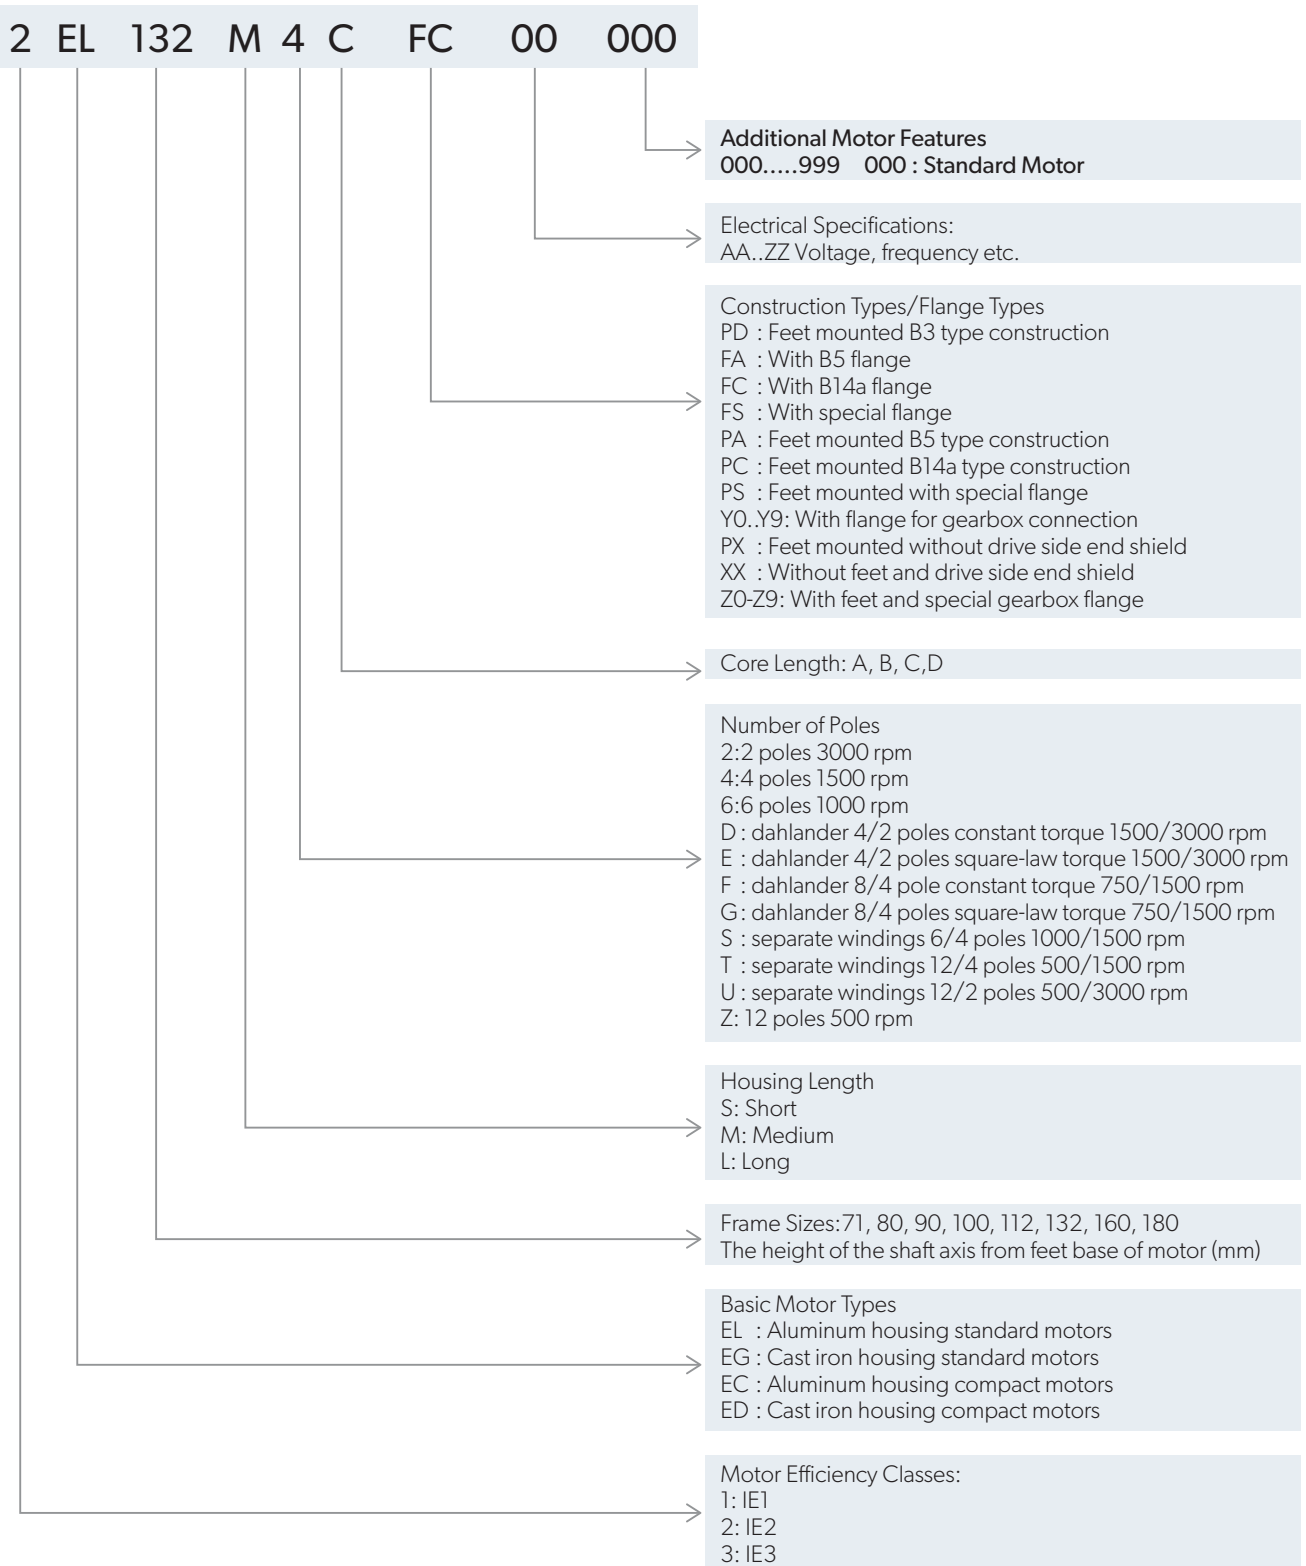 2 EL 132 M 4 C FC 00 000
Additional Motor Features
000.....999 000 : Standard Motor
Electrical Specifications:
AA..ZZ Voltage, frequency etc.
Construction Types/Flange Types
PD : Feet mounted B3 type construction
FA : With B5 flange
FC : With B14a flange
FS : With special flange
PA : Feet mounted B5 type construction
PC : Feet mounted B14a type construction
PS : Feet mounted with special flange
Y0..Y9: With flange for gearbox connection
PX : Feet mounted without drive side end shield
XX : Without feet and drive side end shield
Z0-Z9: With feet and special gearbox flange
Core Length: A, B, C,D
Number of Poles
2:2 poles 3000 rpm
4:4 poles 1500 rpm
6:6 poles 1000 rpm
D : dahlander 4/2 poles constant torque 1500/3000 rpm
E : dahlander 4/2 poles square-law torque 1500/3000 rpm
F : dahlander 8/4 pole constant torque 750/1500 rpm
G : dahlander 8/4 poles square-law torque 750/1500 rpm
S : separate windings 6/4 poles 1000/1500 rpm
T : separate windings 12/4 poles 500/1500 rpm
U : separate windings 12/2 poles 500/3000 rpm
Z: 12 poles 500 rpm
Housing Length
S: Short
M: Medium
L: Long
Frame Sizes:71, 80, 90, 100, 112, 132, 160, 180
The height of the shaft axis from feet base of motor (mm)
Basic Motor Types
EL : Aluminum housing standard motors
EG : Cast iron housing standard motors
EC : Aluminum housing compact motors
ED : Cast iron housing compact motors
Motor Efficiency Classes:
1: IE1
2: IE2
3: IE3